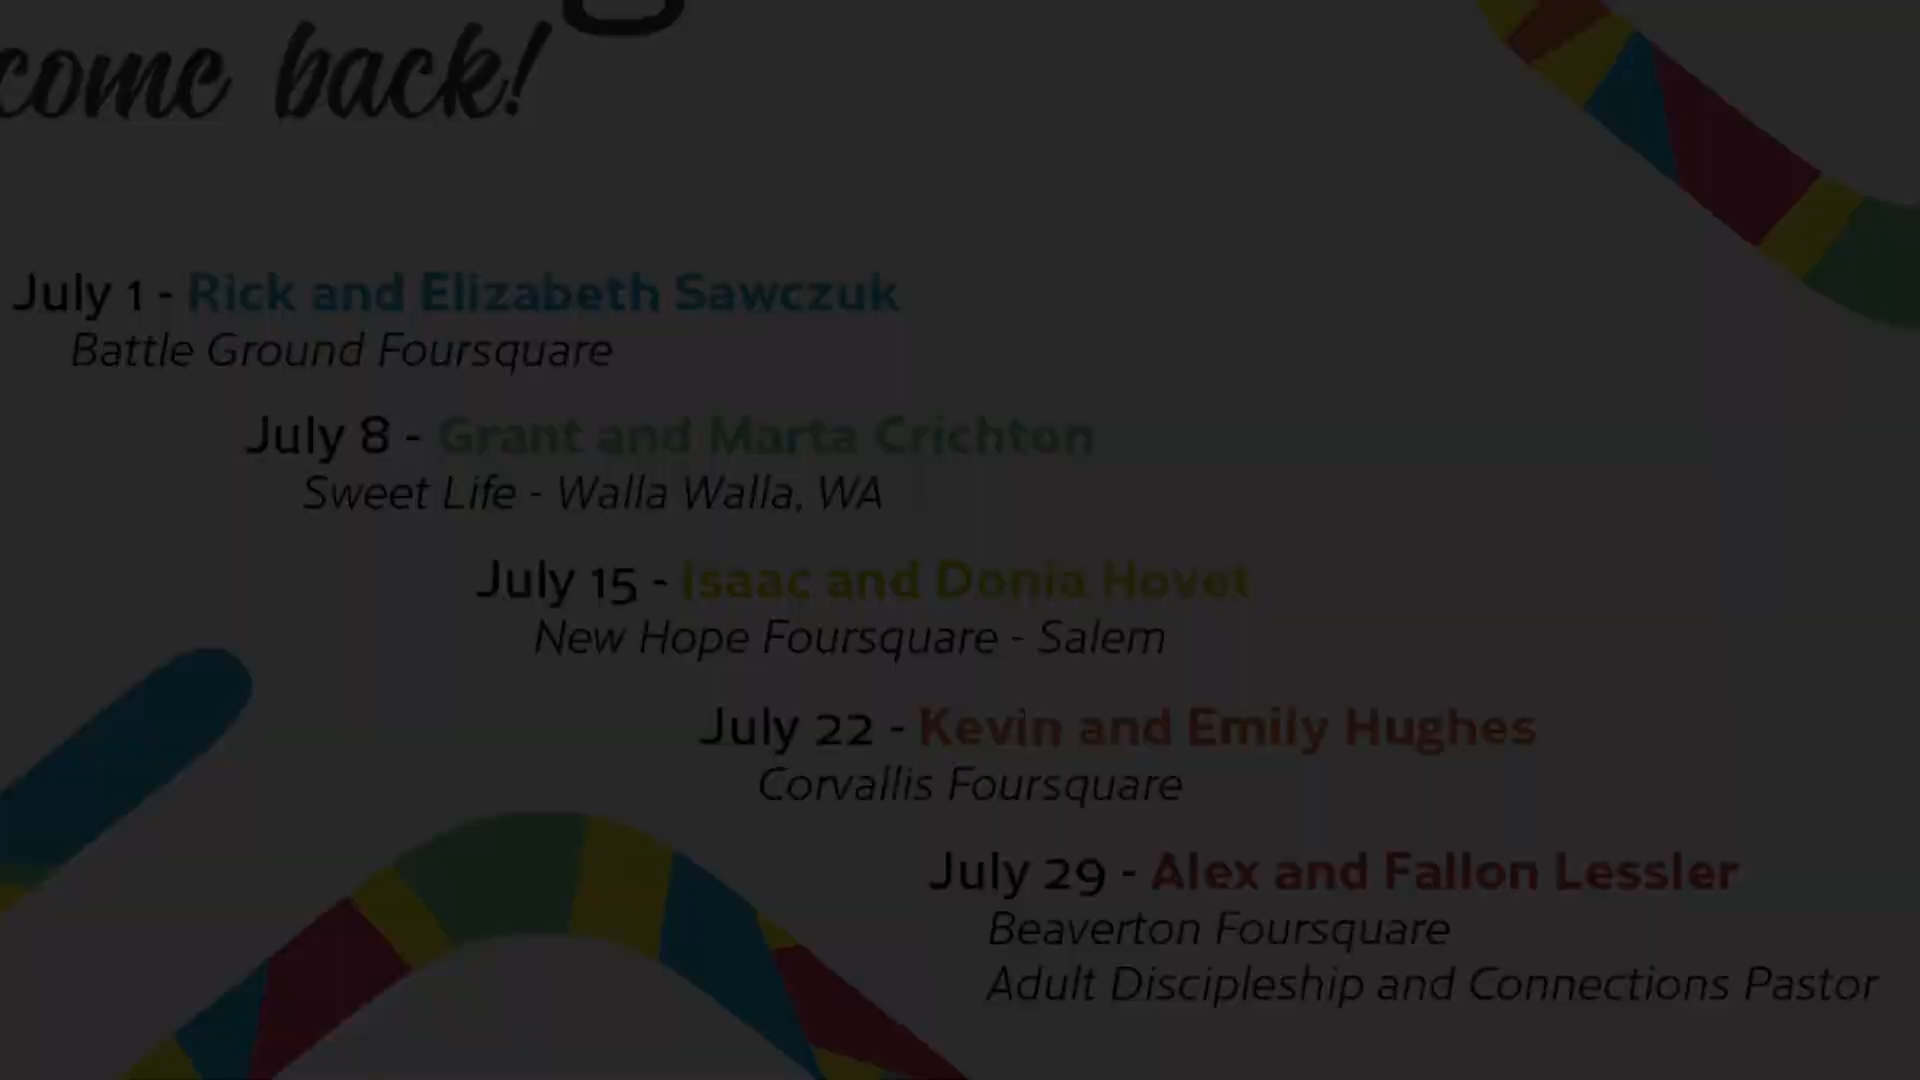 come back!
July 1 - Rick and Elizabeth Sawczuk
Battle Ground Foursquare
July 8 - Grant and Marta Crichton
Sweet Life - Walla Walla, WA
July 15 - Isaac and Donia Hovet
New Hope Foursquare - Salem
July 22 - Kevin and Emily Hughes
Corvallis Foursquare
July 29 - Alex and Fallon Lessler
Beaverton Foursquare
Adult Discipleship and Connections Pastor